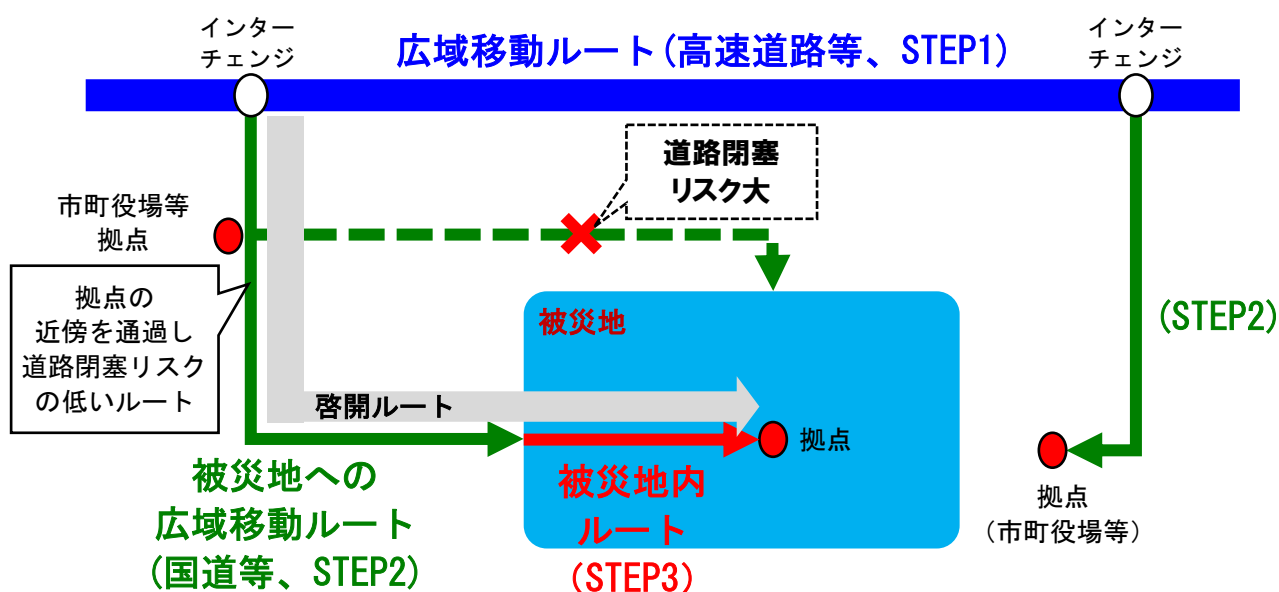 インター
チェンジ
広域移動ルート(高速道路等、STEP1)
インター
チェンジ
道路閉塞
リスク大
市町役場等
拠点
拠点の
近傍を通過し
道路閉塞リスク
の低いルート
被災地
(STEP2)
啓開ルート
拠点
被災地への
広域移動ルート
(国道等、STEP2)
被災地内
ルート
(STEP3)
拠点
(市町役場等)